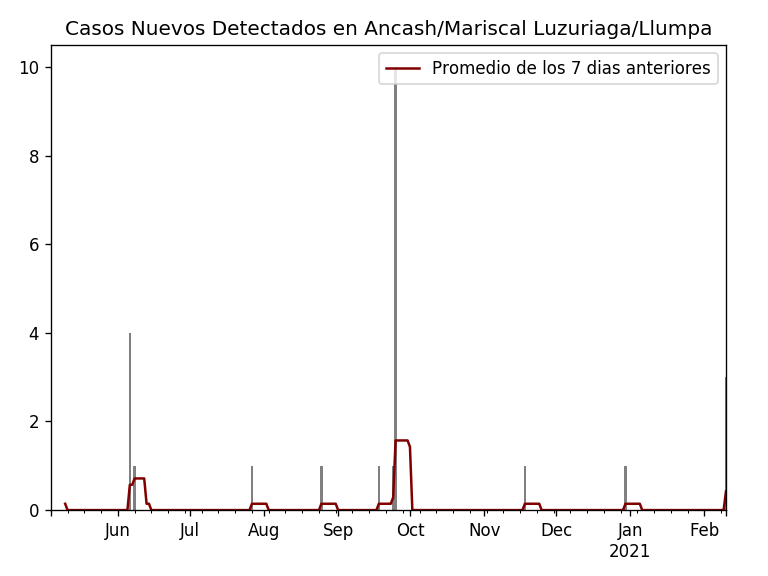 Casos Nuevos Detectados en Ancash/Mariscal Luzuriaga/Llumpa
Promedio de los 7 dias anteriores
10
8
6
4
2
0
Jun Jul Aug Sep Oct Nov Dec Jan Feb
2021